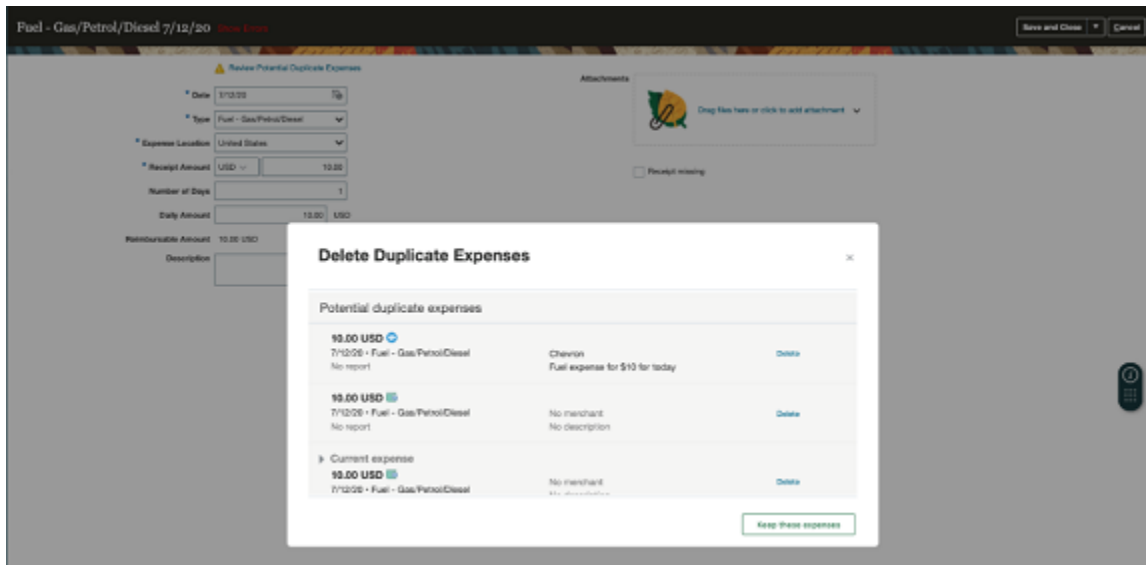 Fuel - Gas/Petrol/Diesel 7/12/20
Save and Close
Cancel
Review Potential Duplicate Expenses
* Date 7/12/20
* Type Fuel - Gas/Petrol/Diesel
* Expense Location United States
* Receipt Amount USD 10.00
Number of Days 1
Daily Amount 10.00 USD
Reimbursable Amount 10.00 USD
Description
Attachments
Drag files here or click to add attachment
Receipt missing
Delete Duplicate Expenses
Potential duplicate expenses
10.00 USD
7/12/20 • Fuel - Gas/Petrol/Diesel
No report
Chevron
Fuel expense for $10 for today
Delete
10.00 USD
7/12/20 • Fuel - Gas/Petrol/Diesel
No report
No merchant
No description
Delete
Current expense
10.00 USD
7/12/20 • Fuel - Gas/Petrol/Diesel
No merchant
No description
Delete
Keep these expenses